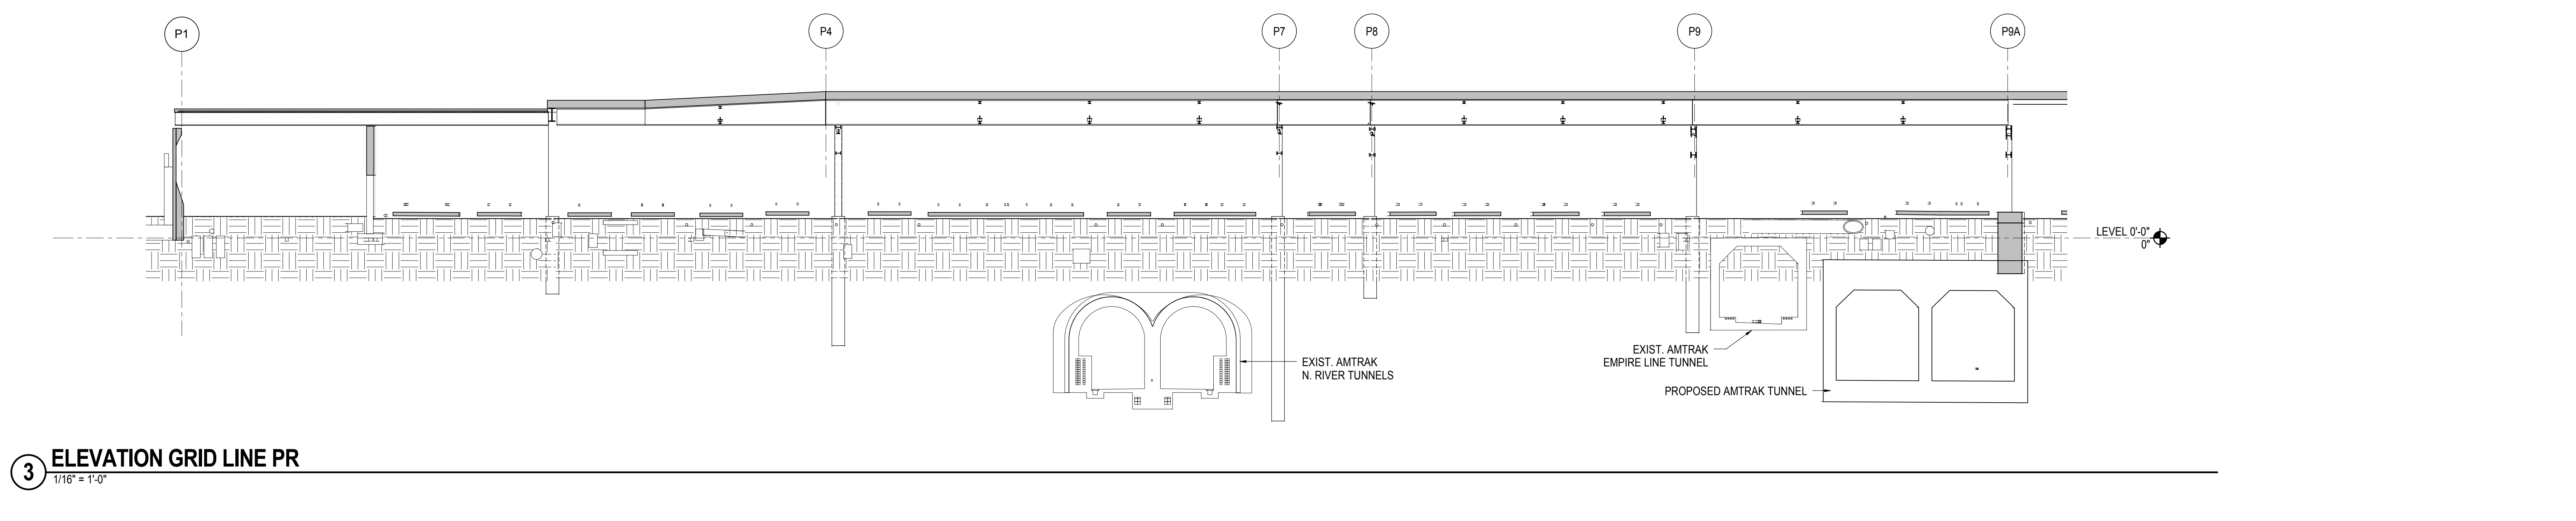 P1
P4
P7
P8
P9
P9A
LEVEL 0'-0"
0"
EXIST. AMTRAK
N. RIVER TUNNELS
EXIST. AMTRAK
EMPIRE LINE TUNNEL
PROPOSED AMTRAK TUNNEL
3
ELEVATION GRID LINE PR
1/16" = 1'-0"